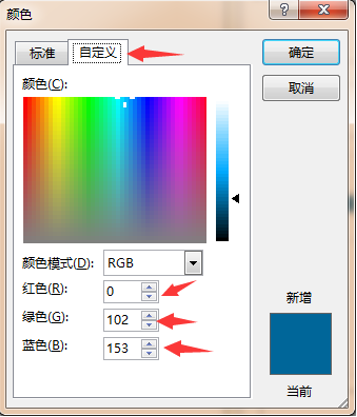 颜色
标准 自定义 确定
取消
颜色(C):
颜色模式(D): RGB
红色(R): 0
绿色(G): 102
蓝色(B): 153
新增
当前